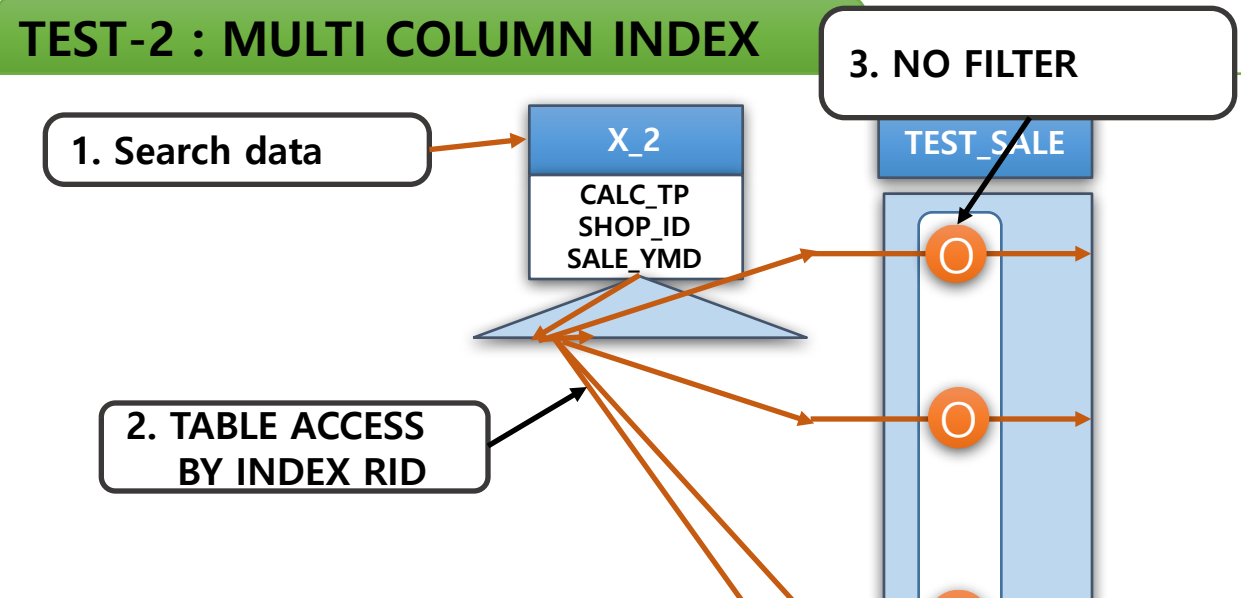 TEST-2 : MULTI COLUMN INDEX
3. NO FILTER
1. Search data
X_2
TEST_SALE
CALC_TP
SHOP_ID
SALE_YMD
O
O
2. TABLE ACCESS
BY INDEX RID